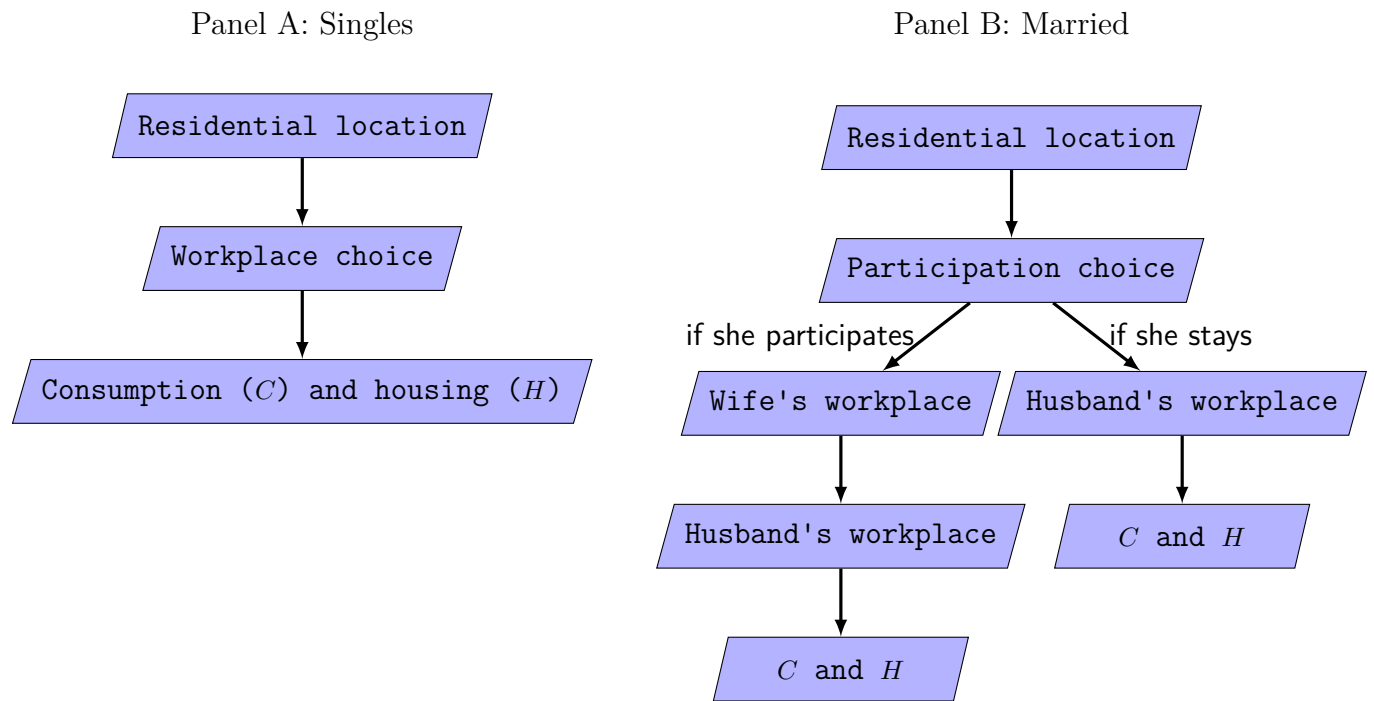 Panel A: Singles
Residential location
Workplace choice
Consumption (C) and housing (H)
Panel B: Married
Residential location
Participation choice
if she participates
if she stays
Wife's workplace
Husband's workplace
Husband's workplace
C and H
C and H